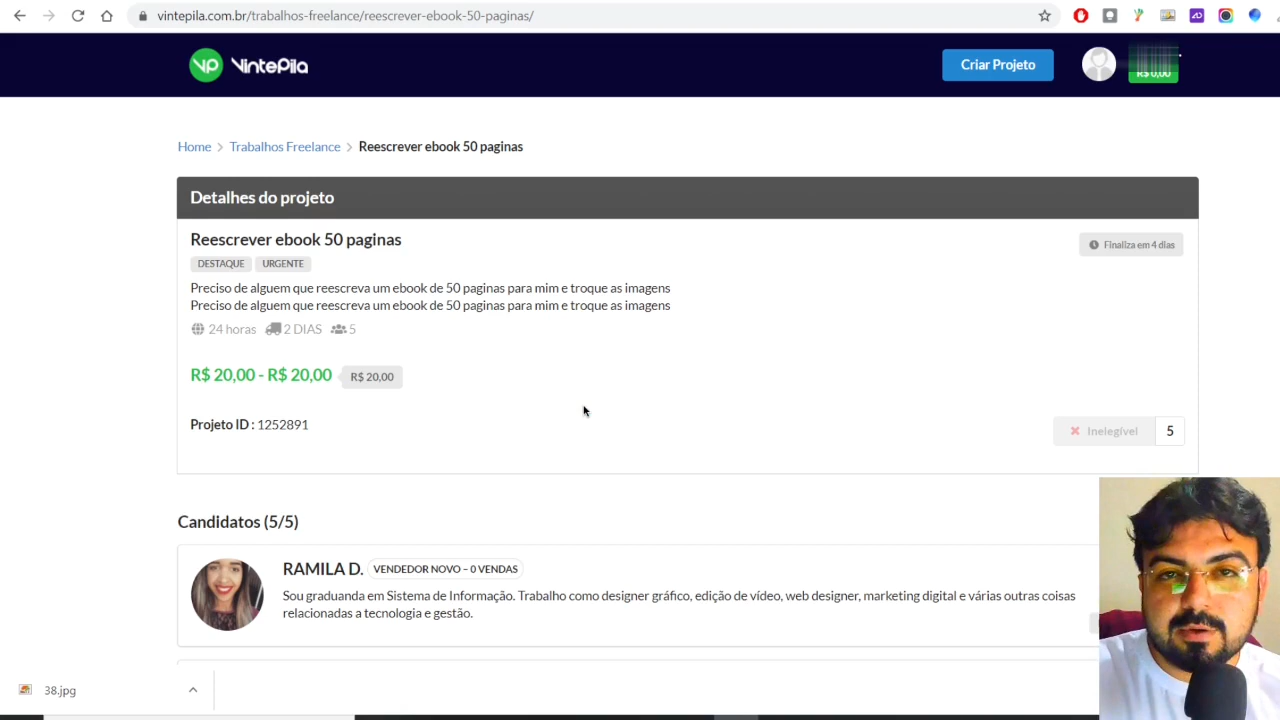 vintepila.com.br/trabalhos-freelance/reescrever-ebook-50-paginas/
VP VintePila
Criar Projeto
R$ 0,00
Home > Trabalhos Freelance > Reescrever ebook 50 paginas
Detalhes do projeto
Reescrever ebook 50 paginas
Finaliza em 4 dias
DESTAQUE URGENTE
Preciso de alguem que reescreva um ebook de 50 paginas para mim e troque as imagens
Preciso de alguem que reescreva um ebook de 50 paginas para mim e troque as imagens
24 horas 2 DIAS 5
R$ 20,00 - R$ 20,00 R$ 20,00
Projeto ID : 1252891
Inelegível 5
Candidatos (5/5)
RAMILA D. VENDEDOR NOVO – 0 VENDAS
Sou graduanda em Sistema de Informação. Trabalho como designer gráfico, edição de vídeo, web designer, marketing digital e várias outras coisas
relacionadas a tecnologia e gestão.
38.jpg